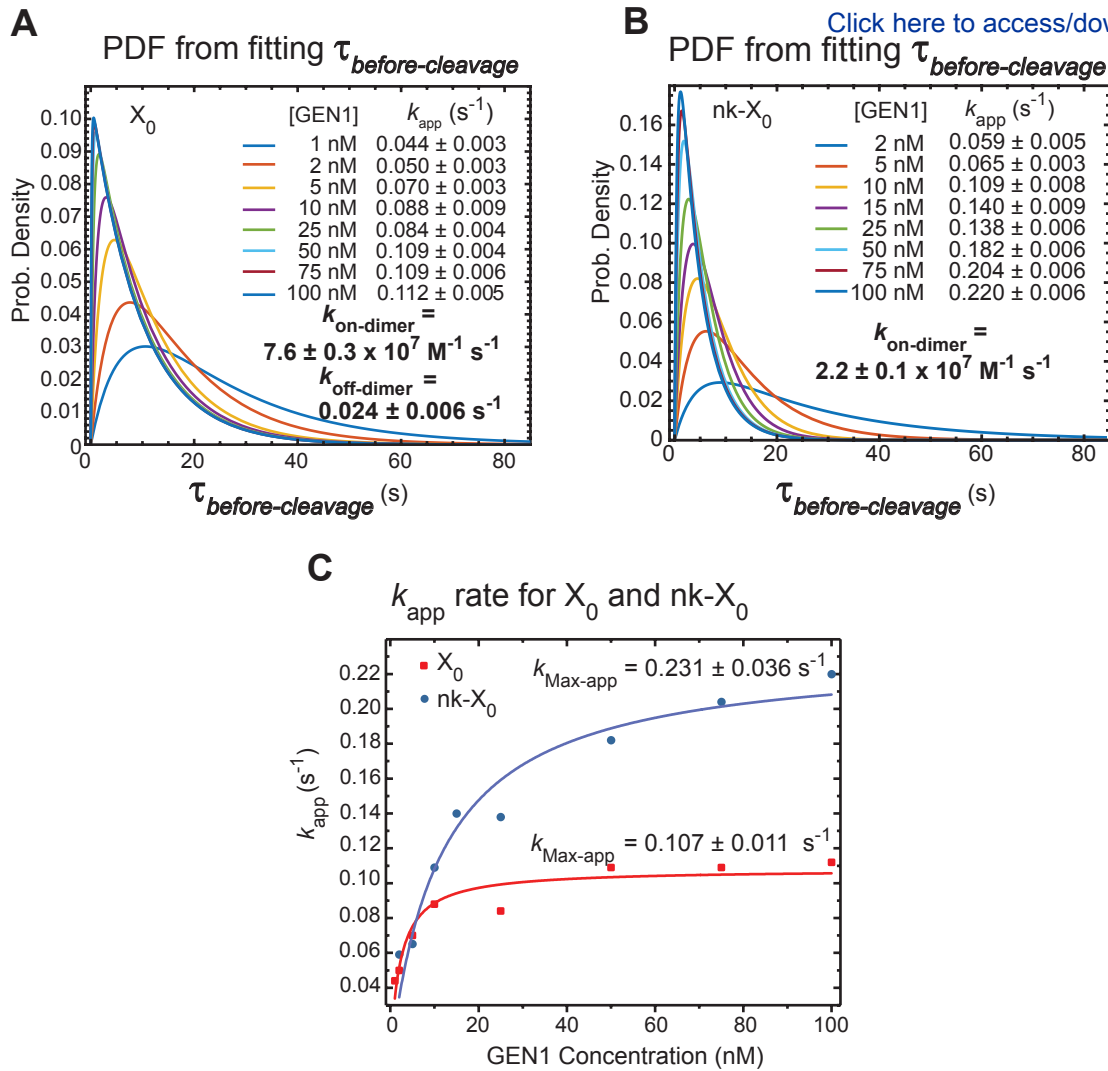 A
PDF from fitting τ before-cleavage
X0
[GEN1] kapp (s-1)
1 nM 0.044 ± 0.003
2 nM 0.050 ± 0.003
5 nM 0.070 ± 0.003
10 nM 0.088 ± 0.009
25 nM 0.084 ± 0.004
50 nM 0.109 ± 0.004
75 nM 0.109 ± 0.006
100 nM 0.112 ± 0.005
kon-dimer =
7.6 ± 0.3 x 10^7 M-1 s-1
koff-dimer =
0.024 ± 0.006 s-1
Prob. Density
0.10
0.09
0.08
0.07
0.06
0.05
0.04
0.03
0.02
0.01
0
0 20 40 60 80
τ before-cleavage (s)
B
Click here to access/dow
PDF from fitting τ before-cleavage
nk-X0
[GEN1] kapp (s-1)
2 nM 0.059 ± 0.005
5 nM 0.065 ± 0.003
10 nM 0.109 ± 0.008
15 nM 0.140 ± 0.009
25 nM 0.138 ± 0.006
50 nM 0.182 ± 0.006
75 nM 0.204 ± 0.006
100 nM 0.220 ± 0.006
kon-dimer =
2.2 ± 0.1 x 10^7 M-1 s-1
Prob. Density
0.16
0.14
0.12
0.10
0.08
0.06
0.04
0.02
0
0 20 40 60 80
τ before-cleavage (s)
C
kapp rate for X0 and nk-X0
X0
nk-X0
kMax-app = 0.231 ± 0.036 s-1
kMax-app = 0.107 ± 0.011 s-1
kapp (s-1)
0.22
0.20
0.18
0.16
0.14
0.12
0.10
0.08
0.06
0.04
0 20 40 60 80 100
GEN1 Concentration (nM)